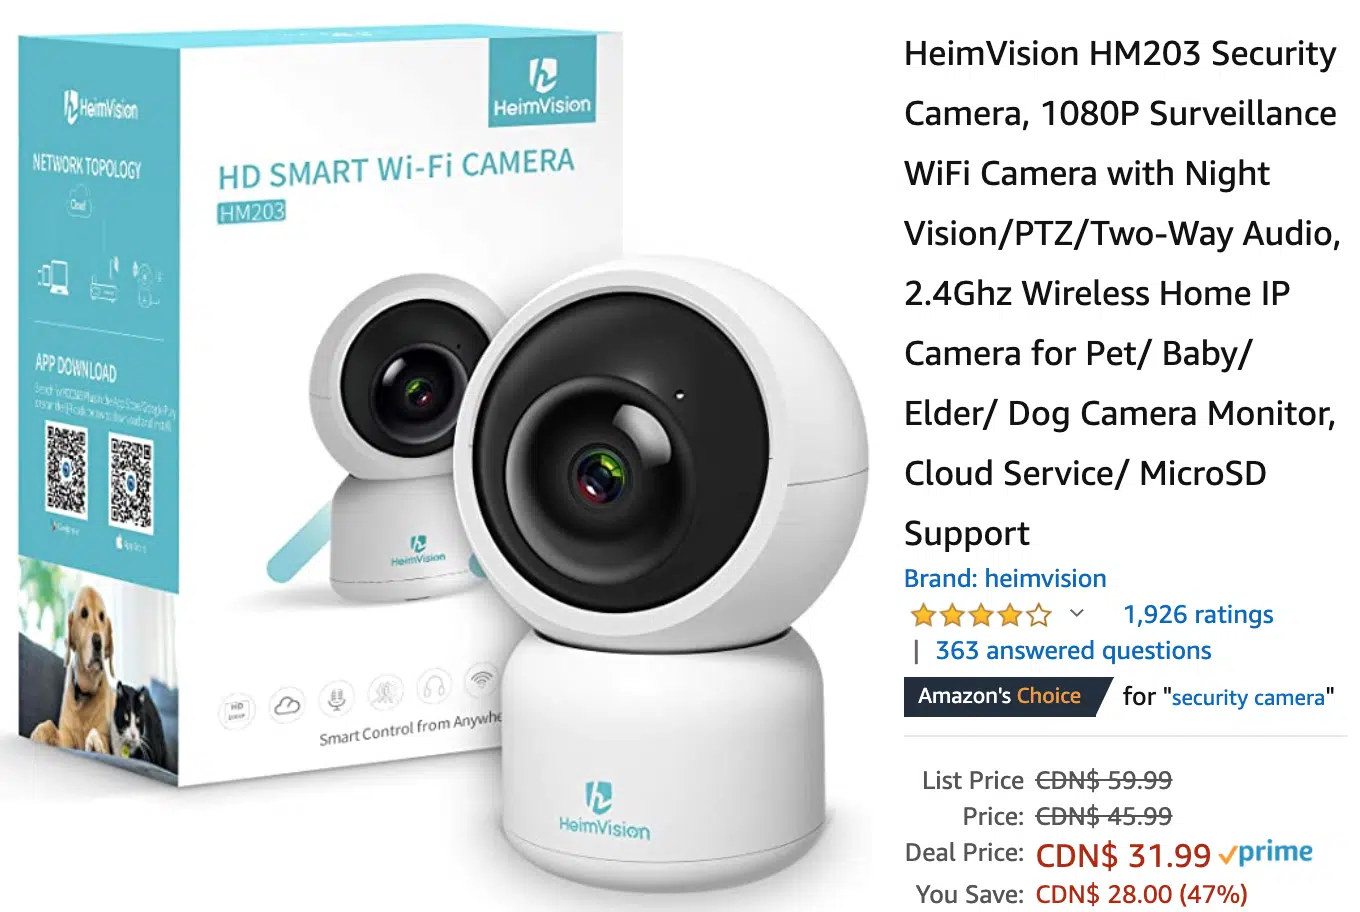 HeimVision
NETWORK TOPOLOGY
Cloud
APP DOWNLOAD
HeimVision
HD SMART Wi-Fi CAMERA
HM203
HeimVision
HD
Smart Control from Anywhe
HeimVision
HeimVision HM203 Security
Camera, 1080P Surveillance
WiFi Camera with Night
Vision/PTZ/Two-Way Audio,
2.4Ghz Wireless Home IP
Camera for Pet/ Baby/
Elder/ Dog Camera Monitor,
Cloud Service/ MicroSD
Support
Brand: heimvision
1,926 ratings
| 363 answered questions
Amazon's Choice for "security camera"
List Price CDN$ 59.99
Price: CDN$ 45.99
Deal Price: CDN$ 31.99 prime
You Save: CDN$ 28.00 (47%)